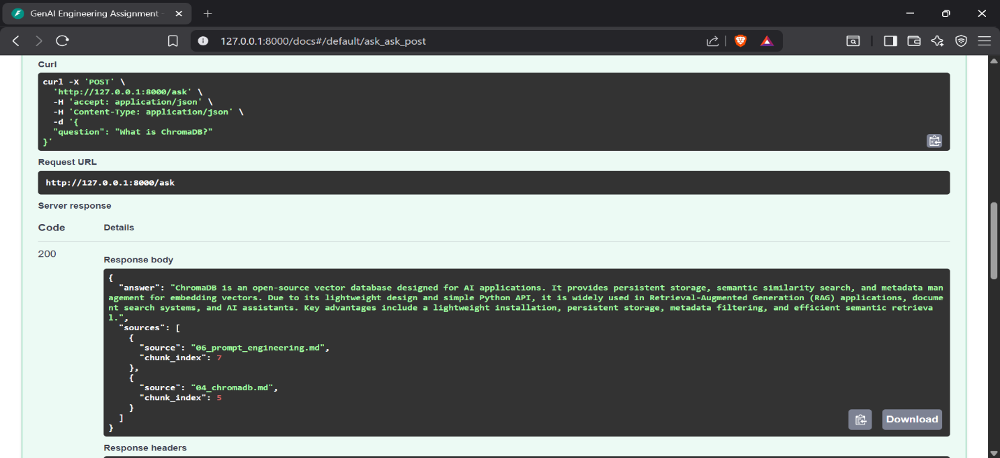 GenAI Engineering Assignment
127.0.0.1:8000/docs#/default/ask_ask_post
Curl
curl -X 'POST' \
  'http://127.0.0.1:8000/ask' \
  -H 'accept: application/json' \
  -H 'Content-Type: application/json' \
  -d '{
  "question": "What is ChromaDB?"
}'
Request URL
http://127.0.0.1:8000/ask
Server response
Code Details
200
Response body
{
  "answer": "ChromaDB is an open-source vector database designed for AI applications. It provides persistent storage, semantic similarity search, and metadata man
agement for embedding vectors. Due to its lightweight design and simple Python API, it is widely used in Retrieval-Augmented Generation (RAG) applications, docume
nt search systems, and AI assistants. Key advantages include a lightweight installation, persistent storage, metadata filtering, and efficient semantic retrieva
l.",
  "sources": [
    {
      "source": "06_prompt_engineering.md",
      "chunk_index": 7
    },
    {
      "source": "04_chromadb.md",
      "chunk_index": 5
    }
  ]
}
Download
Response headers